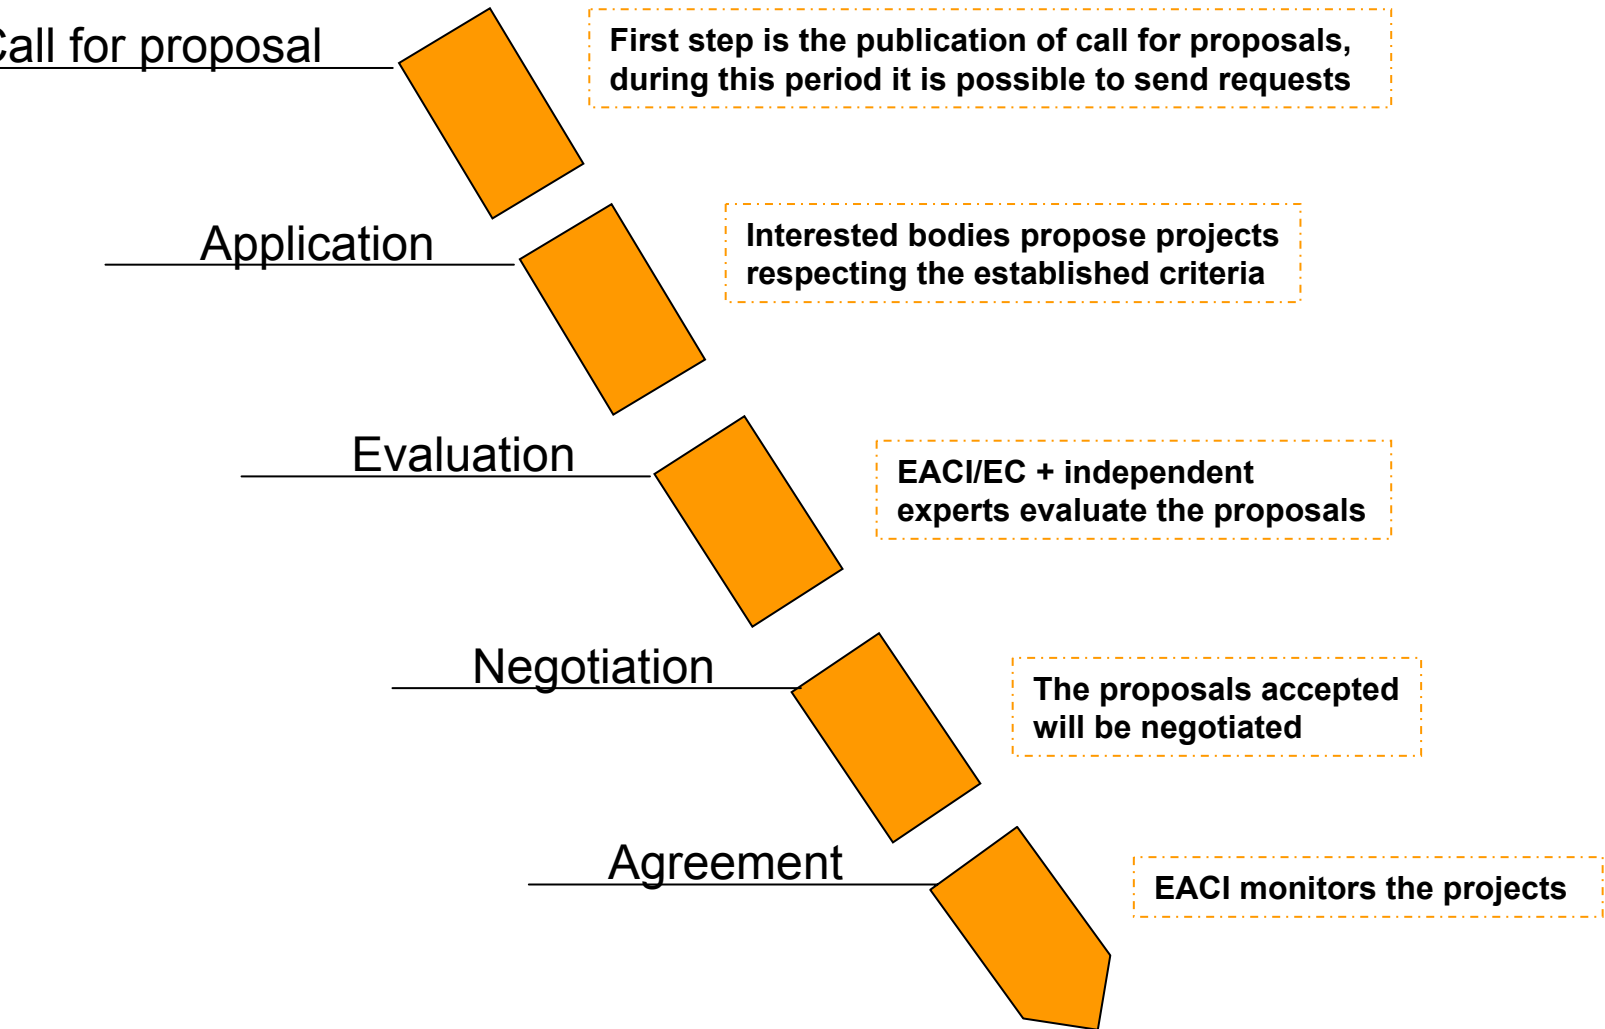 Call for proposal
First step is the publication of call for proposals,
during this period it is possible to send requests
Application
Interested bodies propose projects
respecting the established criteria
Evaluation
EACI/EC + independent
experts evaluate the proposals
Negotiation
The proposals accepted
will be negotiated
Agreement
EACI monitors the projects